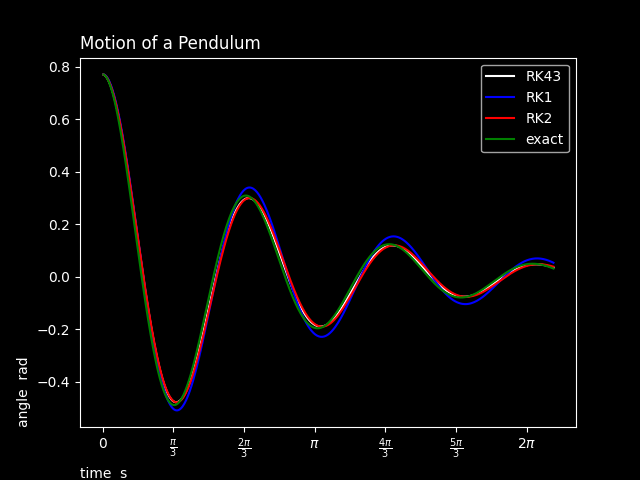 Motion of a Pendulum
RK43
RK1
RK2
exact
0.8
0.6
0.4
0.2
0.0
−0.2
−0.4
angle rad
0 π/3 2π/3 π 4π/3 5π/3 2π
time s